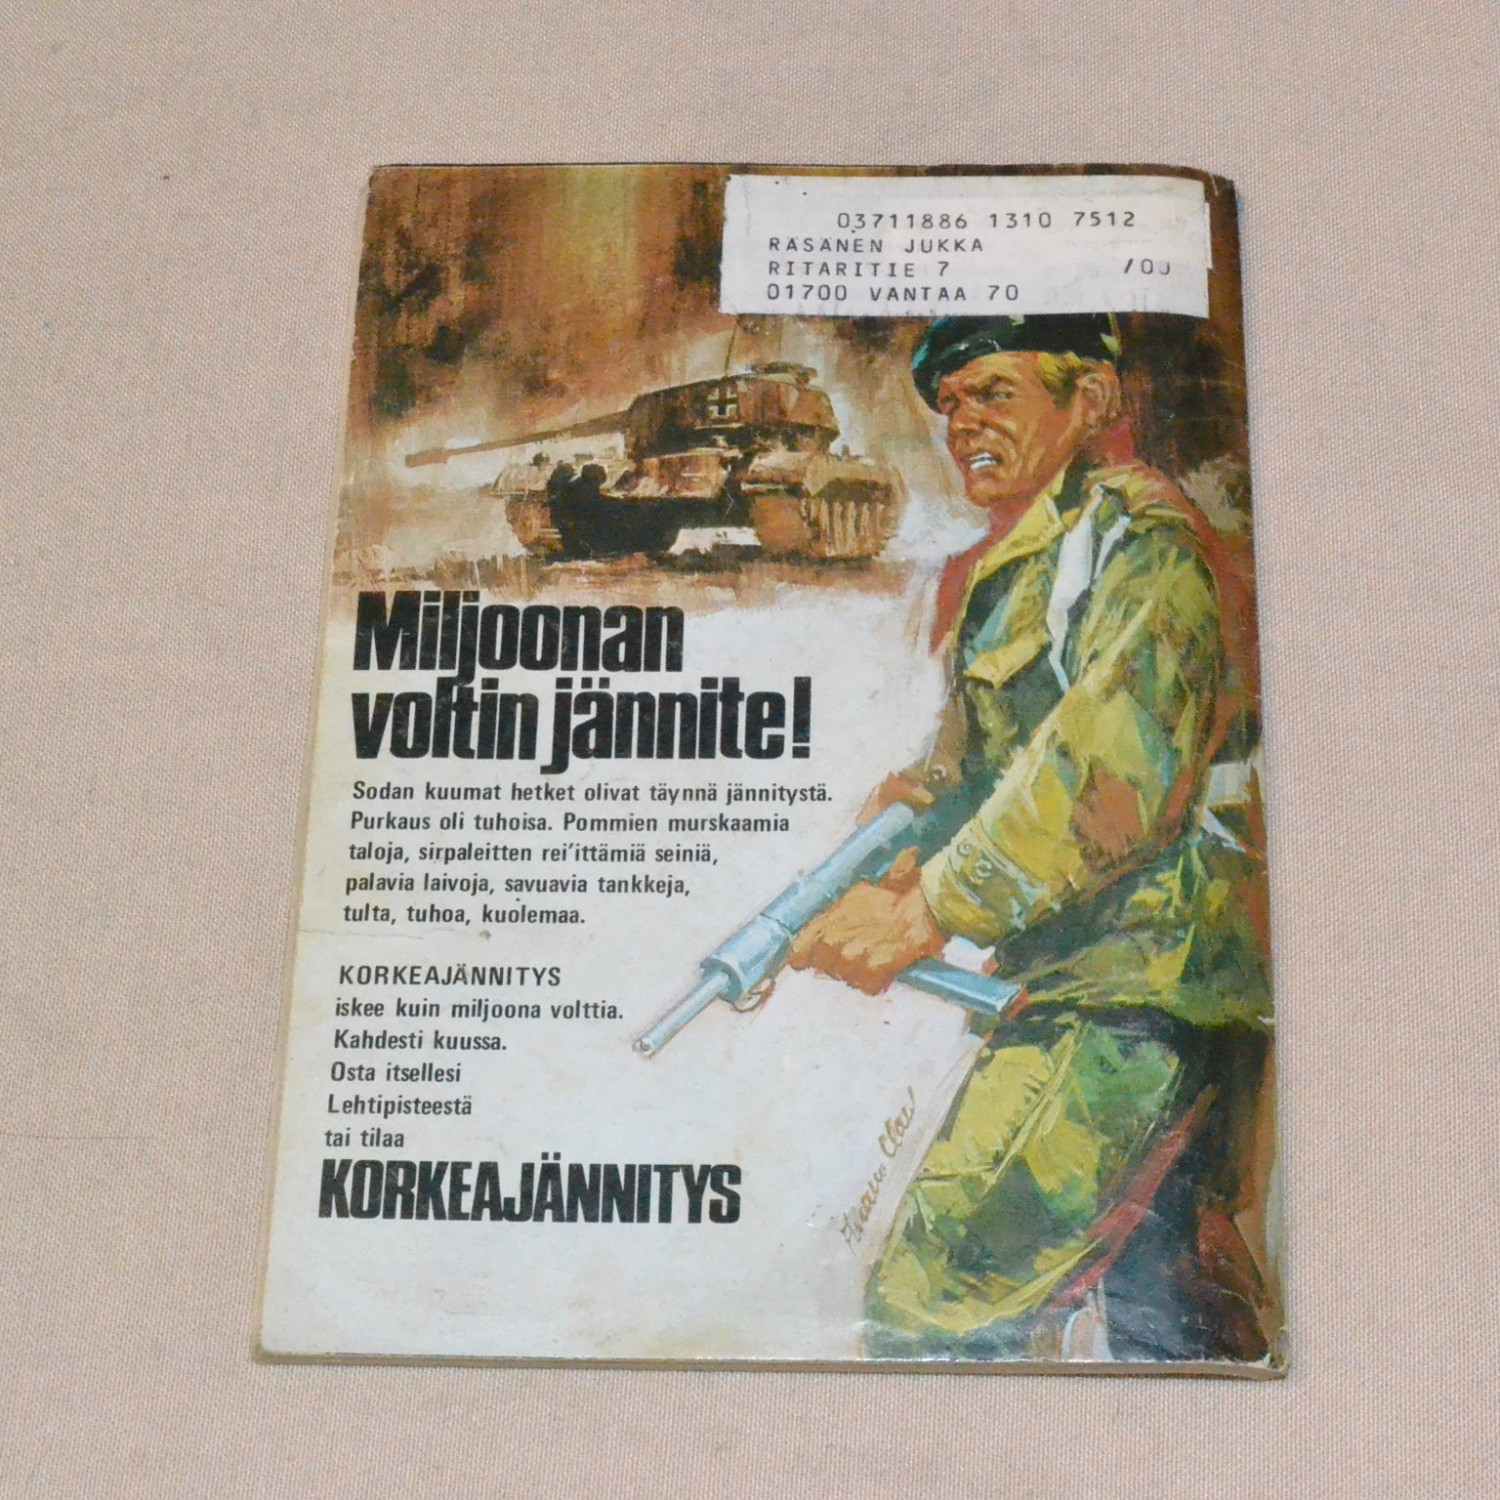 03711886 1310 7512
RÄSÄNEN JUKKA
RITARITIE 7
01700 VANTAA 70
Miljoonan
voltin jännite!
Sodan kuumat hetket olivat täynnä jännitystä.
Purkaus oli tuhoisa. Pommien murskaamia
taloja, sirpaleitten rei'ittämiä seiniä,
palavia laivoja, savuavia tankkeja,
tulta, tuhoa, kuolemaa.
KORKEAJÄNNITYS
iskee kuin miljoona volttia.
Kahdesti kuussa.
Osta itsellesi
Lehtipisteestä
tai tilaa
KORKEAJÄNNITYS